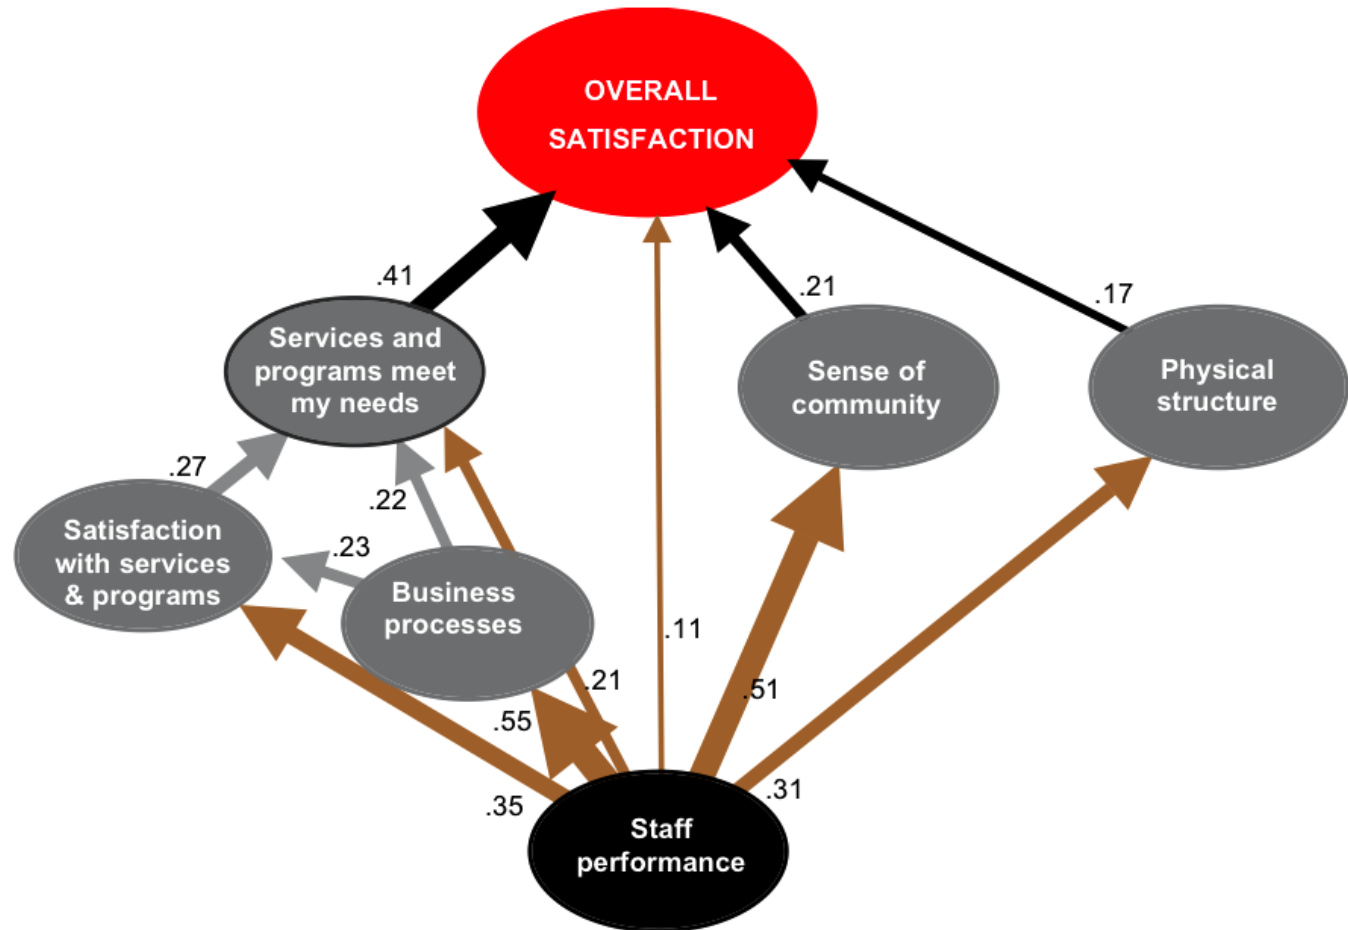 OVERALL
SATISFACTION
.41
.21
.17
Services and
programs meet
my needs
Sense of
community
Physical
structure
.27
.22
.23
Satisfaction
with services
& programs
Business
processes
.11
.21
.51
.55
.35
.31
Staff
performance